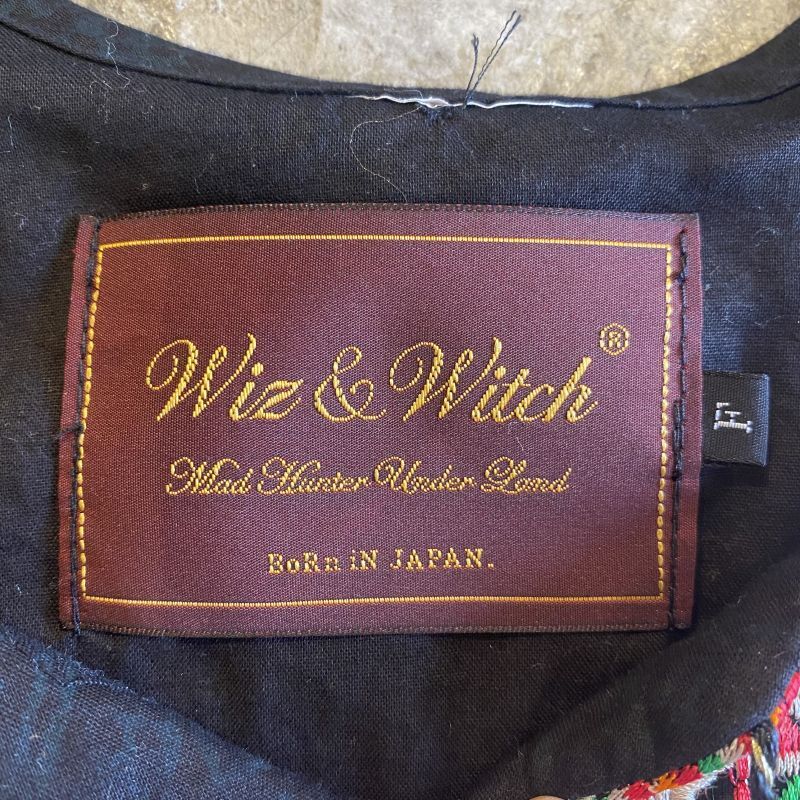 Wiz & Witch®
Mad Hunter Under Land
BoRn iN JAPAN.
F